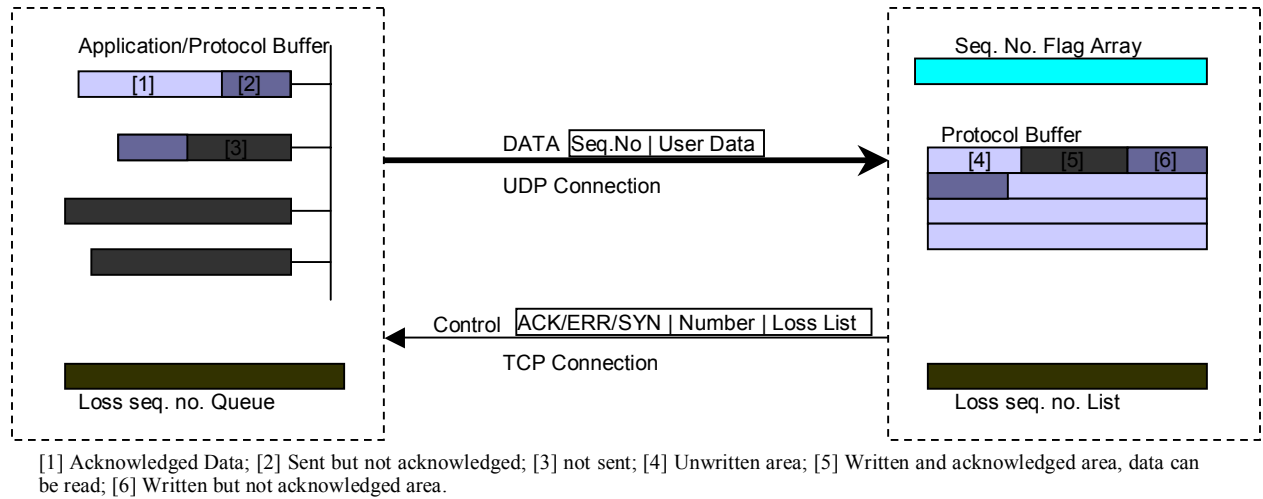 Application/Protocol Buffer
[1] [2]
[3]
Loss seq. no. Queue
DATA Seq.No | User Data
UDP Connection
Control ACK/ERR/SYN | Number | Loss List
TCP Connection
Seq. No. Flag Array
Protocol Buffer
[4] [5] [6]
Loss seq. no. List
[1] Acknowledged Data; [2] Sent but not acknowledged; [3] not sent; [4] Unwritten area; [5] Written and acknowledged area, data can
be read; [6] Written but not acknowledged area.